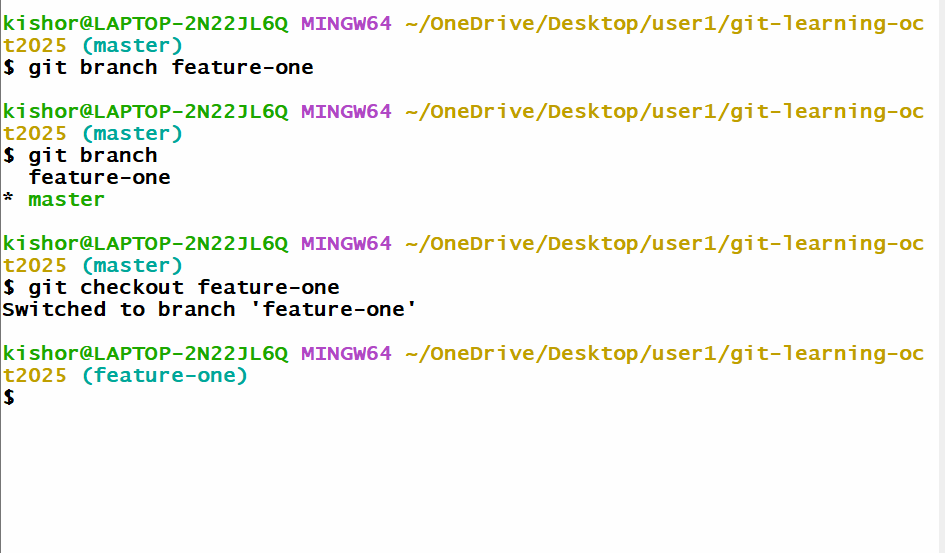 kishor@LAPTOP-2N22JL6Q MINGW64 ~/OneDrive/Desktop/user1/git-learning-oc
t2025 (master)
$ git branch feature-one
kishor@LAPTOP-2N22JL6Q MINGW64 ~/OneDrive/Desktop/user1/git-learning-oc
t2025 (master)
$ git branch
  feature-one
* master
kishor@LAPTOP-2N22JL6Q MINGW64 ~/OneDrive/Desktop/user1/git-learning-oc
t2025 (master)
$ git checkout feature-one
Switched to branch 'feature-one'
kishor@LAPTOP-2N22JL6Q MINGW64 ~/OneDrive/Desktop/user1/git-learning-oc
t2025 (feature-one)
$